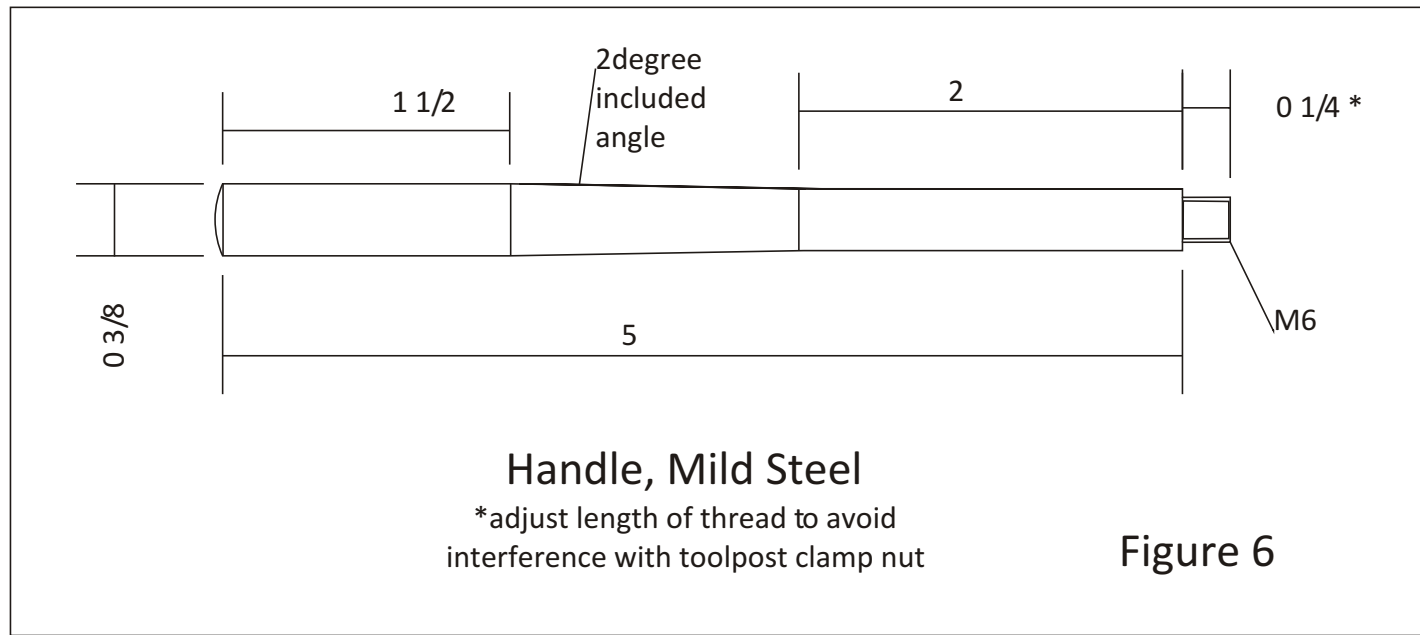 2degree
included
angle
1 1/2
2
0 1/4 *
0 3/8
5
M6
Handle, Mild Steel
*adjust length of thread to avoid
interference with toolpost clamp nut
Figure 6